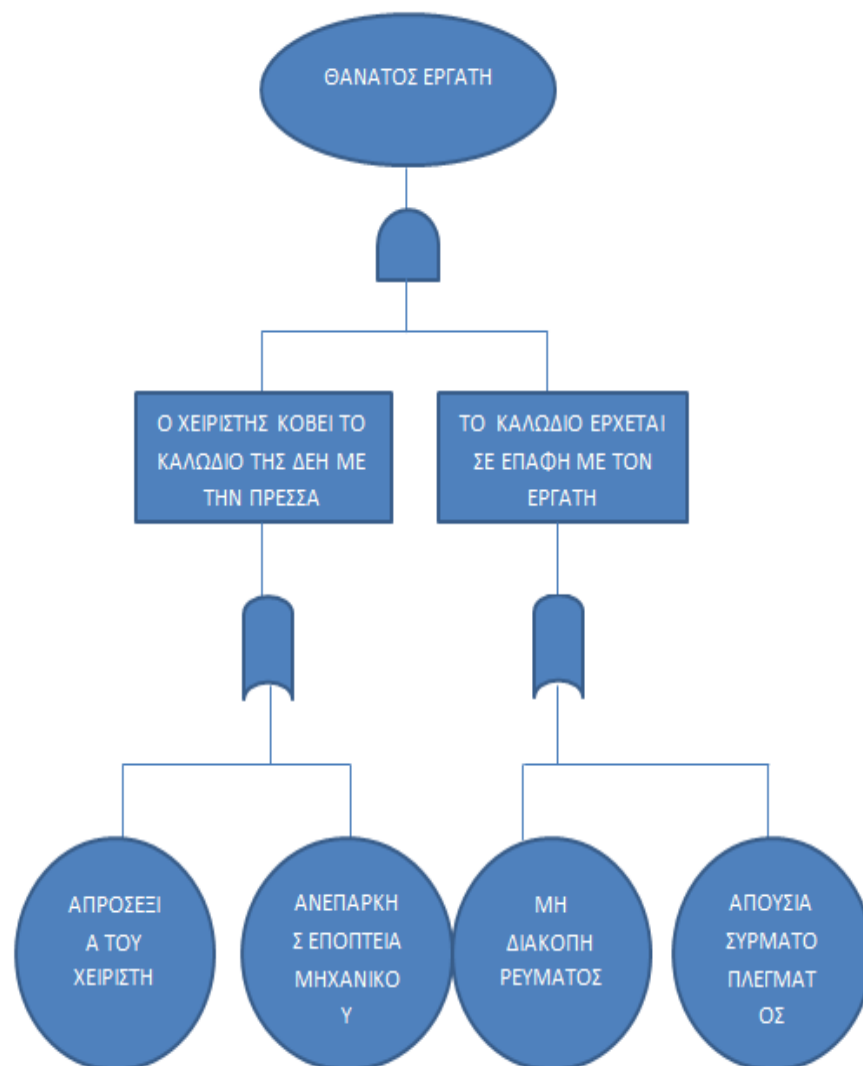 ΘΑΝΑΤΟΣ ΕΡΓΑΤΗ
Ο ΧΕΙΡΙΣΤΗΣ ΚΟΒΕΙ ΤΟ
ΚΑΛΩΔΙΟ ΤΗΣ ΔΕΗ ΜΕ
ΤΗΝ ΠΡΕΣΣΑ
ΤΟ ΚΑΛΩΔΙΟ ΕΡΧΕΤΑΙ
ΣΕ ΕΠΑΦΗ ΜΕ ΤΟΝ
ΕΡΓΑΤΗ
ΑΠΡΟΣΕΞΙ
Α ΤΟΥ
ΧΕΙΡΙΣΤΗ
ΑΝΕΠΑΡΚΗ
Σ ΕΠΟΠΤΕΙΑ
ΜΗΧΑΝΙΚΟ
Υ
ΜΗ
ΔΙΑΚΟΠΗ
ΡΕΥΜΑΤΟΣ
ΑΠΟΥΣΙΑ
ΣΥΡΜΑΤΟ
ΠΛΕΓΜΑΤ
ΟΣ